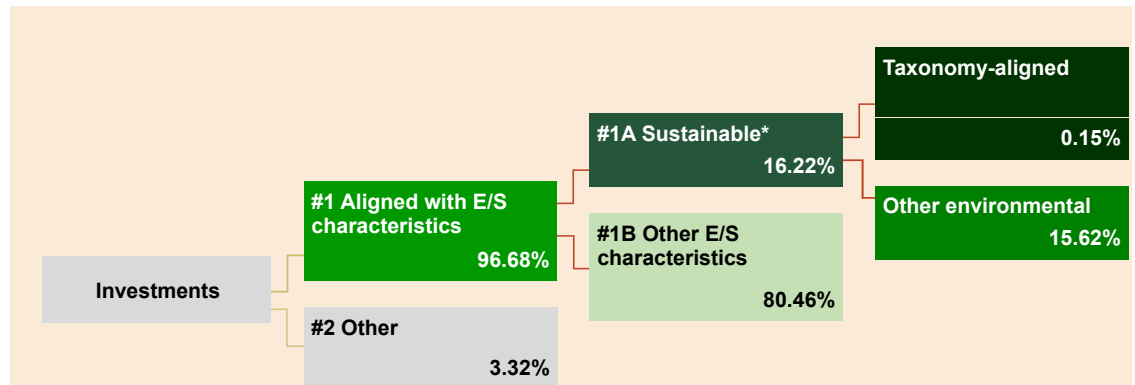 Investments
#1 Aligned with E/S
characteristics
96.68%
#2 Other
3.32%
#1A Sustainable*
16.22%
#1B Other E/S
characteristics
80.46%
Taxonomy-aligned
0.15%
Other environmental
15.62%